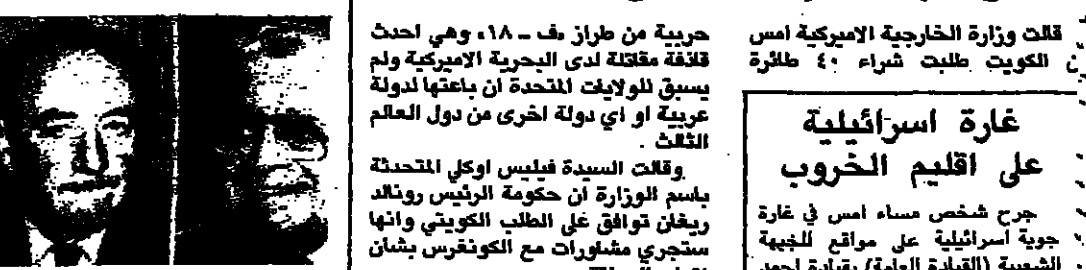 قالت وزارة الخارجية الاميركية امس
ن الكويت طلبت شراء ٤٠ طائرة
حربية من طراز «ف ــ ١٨» وهي احدث
قاذفة مقاتلة لدى البحرية الاميركية ولم
يسبق للولايات المتحدة ان باعتها لدولة
عربية او اي دولة اخرى من دول العالم
الثالث .
وقالت السيدة فيليس اوكلي المتحدثة
باسم الوزارة ان حكومة الرئيس رونالد
ريغان توافق على الطلب الكويتي وانها
ستجري مشاورات مع الكونغرس بشان
غارة اسرائيلية
على اقليم الخروب
جرح شخص مساء امس في غارة
جوية اسرائيلية على مواقع للجبهة
الشعبية (القيادة العامة) بقيادة احمد